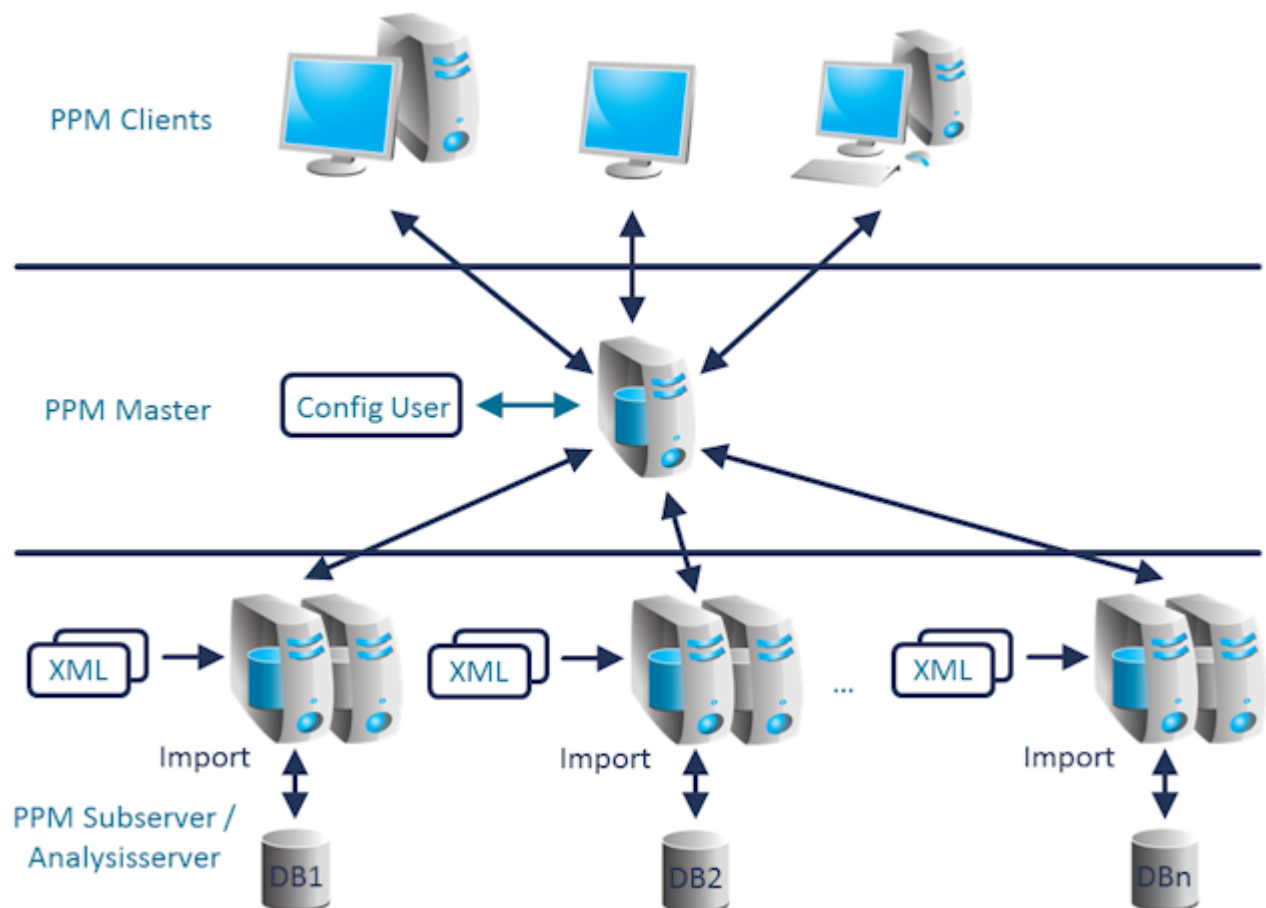 PPM Clients
PPM Master
Config User
XML
XML
...
XML
Import
Import
Import
PPM Subserver /
Analysisserver
DB1
DB2
DBn